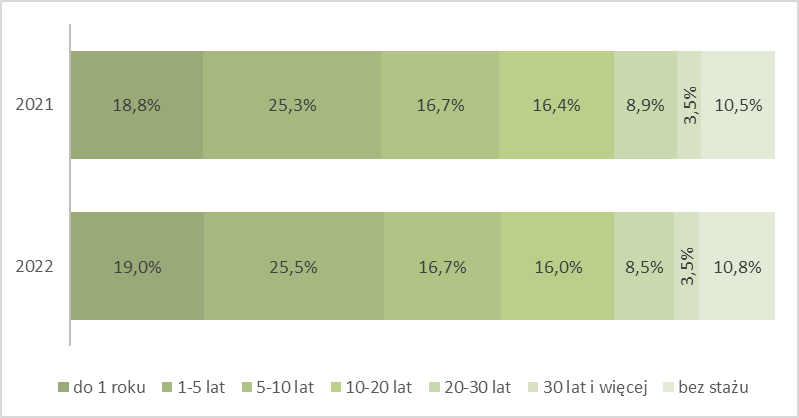 2021
18,8% 25,3% 16,7% 16,4% 8,9% 3,5% 10,5%
2022
19,0% 25,5% 16,7% 16,0% 8,5% 3,5% 10,8%
do 1 roku 1-5 lat 5-10 lat 10-20 lat 20-30 lat 30 lat i więcej bez stażu